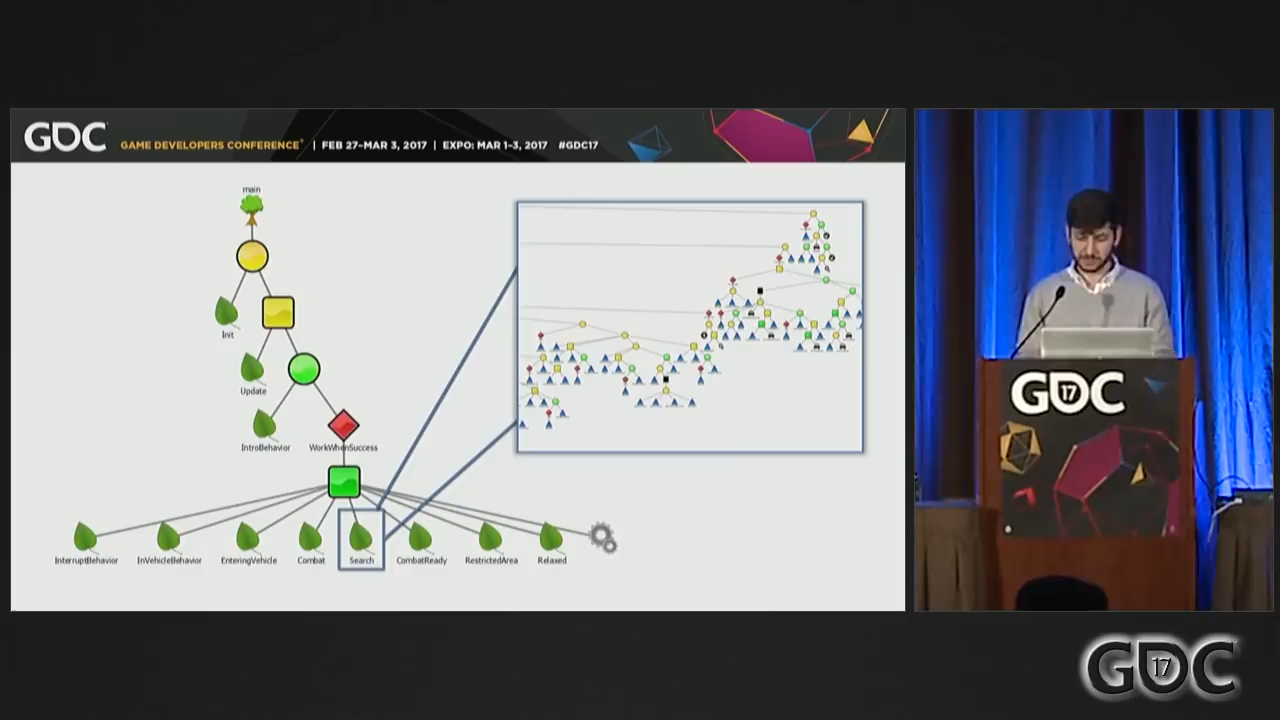 GDC GAME DEVELOPERS CONFERENCE® | FEB 27–MAR 3, 2017 | EXPO: MAR 1–3, 2017 #GDC17
main
Init
Update
IntroBehavior
WorkWhenSuccess
InterruptBehavior
InVehicleBehavior
EnteringVehicle
Combat
Search
CombatReady
RestrictedArea
Relaxed
GDC 17
GDC 17